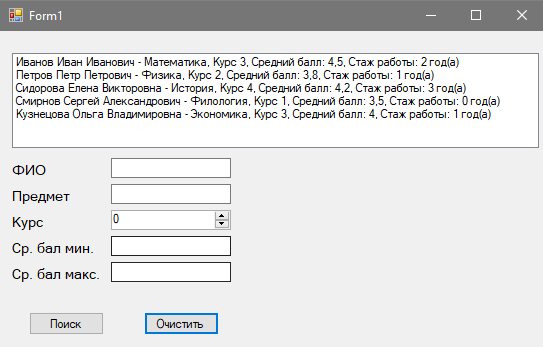 Form1
Иванов Иван Иванович - Математика, Курс 3, Средний балл: 4,5, Стаж работы: 2 год(а)
Петров Петр Петрович - Физика, Курс 2, Средний балл: 3,8, Стаж работы: 1 год(а)
Сидорова Елена Викторовна - История, Курс 4, Средний балл: 4,2, Стаж работы: 3 год(а)
Смирнов Сергей Александрович - Филология, Курс 1, Средний балл: 3,5, Стаж работы: 0 год(а)
Кузнецова Ольга Владимировна - Экономика, Курс 3, Средний балл: 4, Стаж работы: 1 год(а)
ФИО
Предмет
Курс 0
Ср. бал мин.
Ср. бал макс.
Поиск Очистить